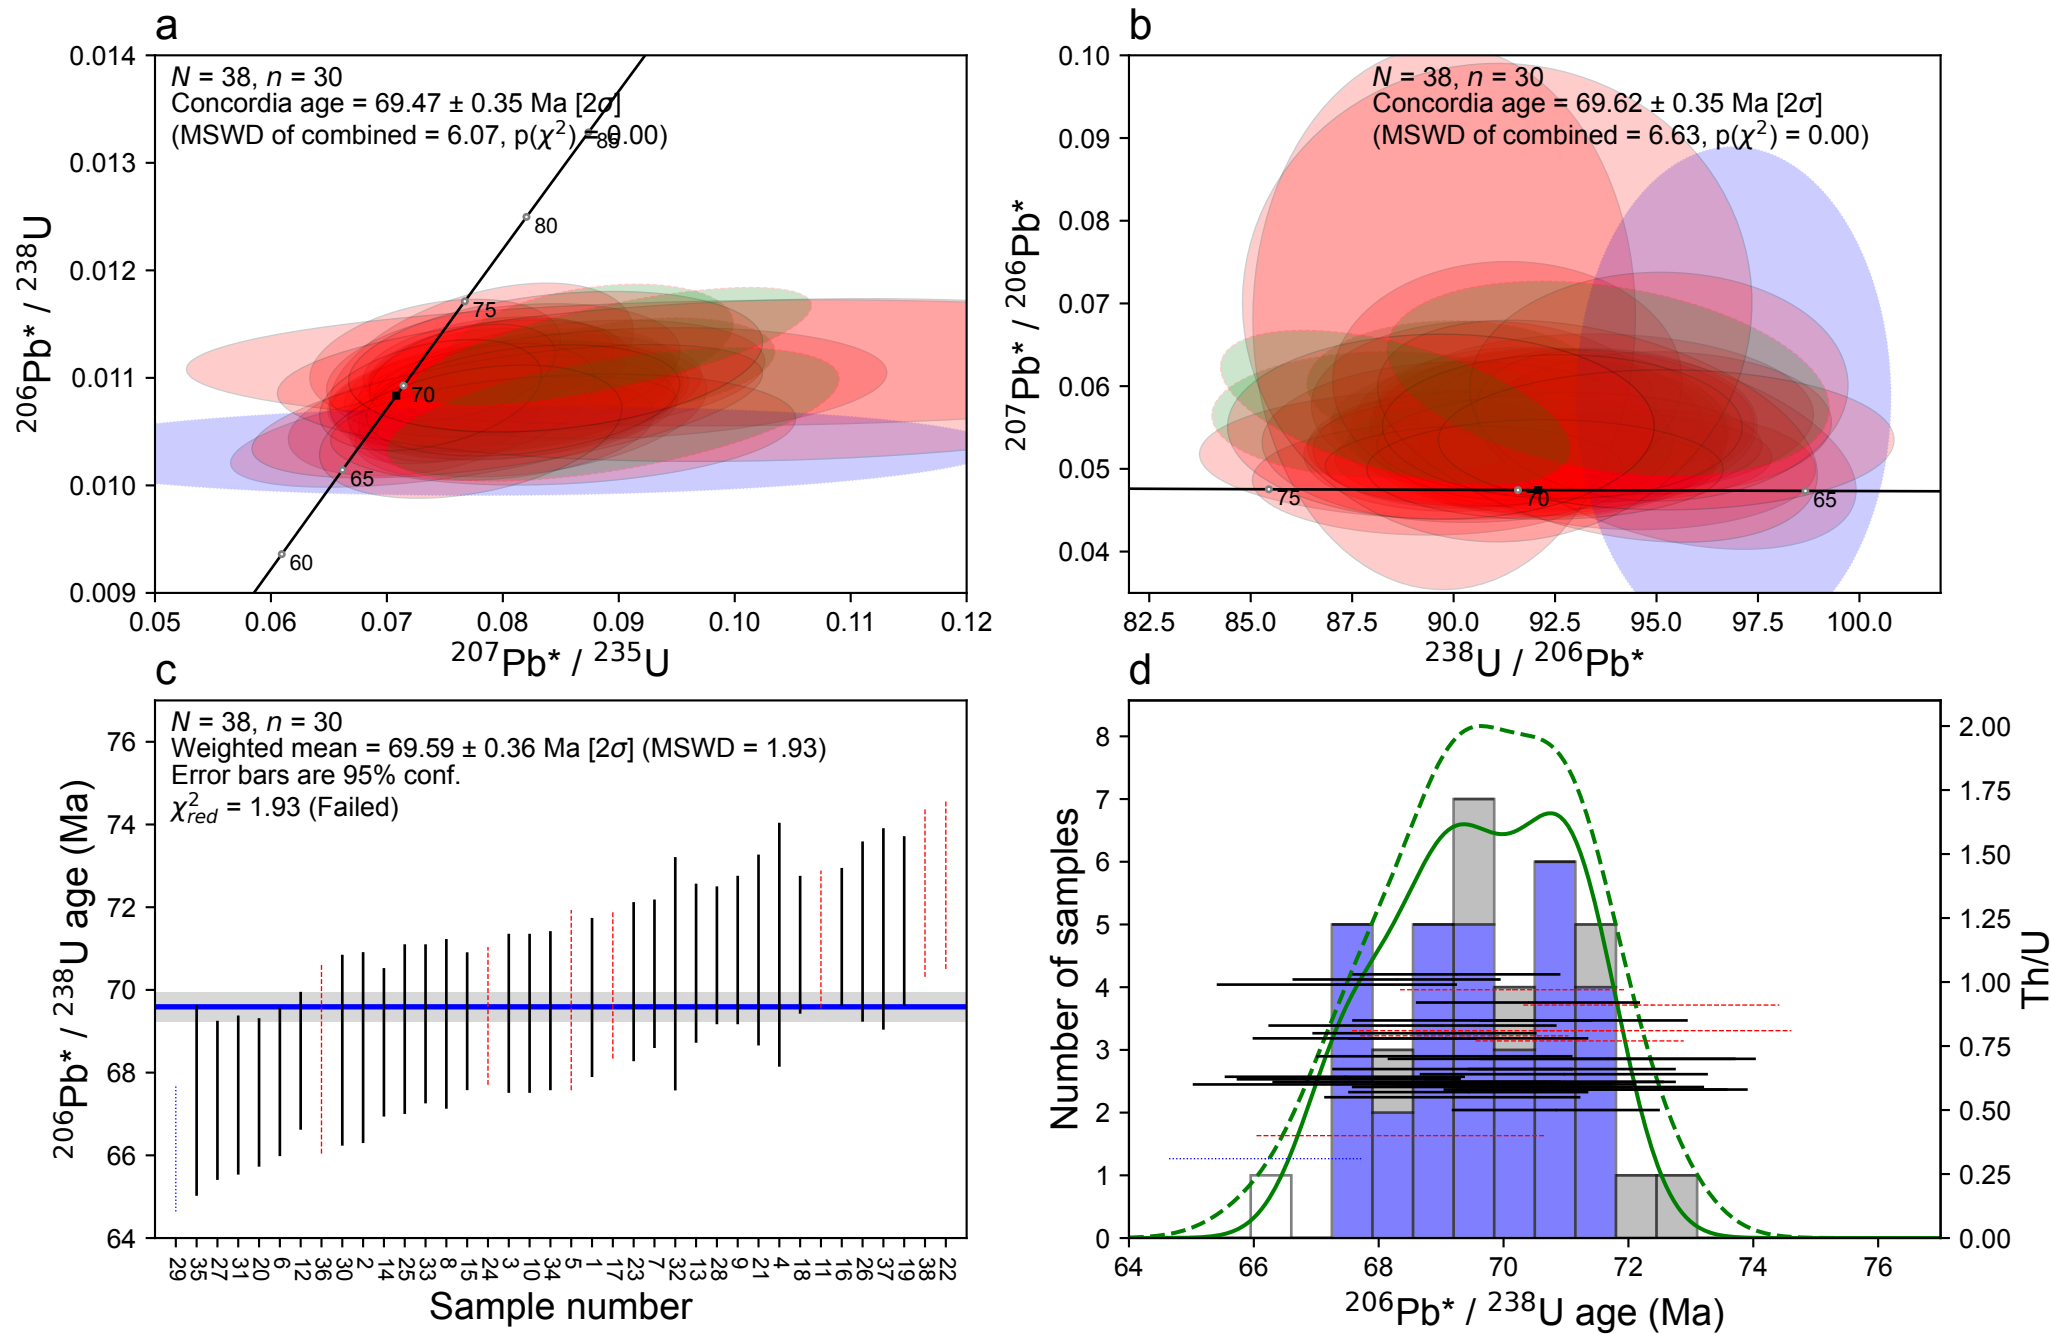 a
N = 38, n = 30
Concordia age = 69.47 ± 0.35 Ma [2σ]
(MSWD of combined = 6.07, p(χ²) = 0.00)
0.014
0.013
0.012
0.011
0.010
0.009
²⁰⁶Pb* / ²³⁸U
85
80
75
70
65
60
0.05 0.06 0.07 0.08 0.09 0.10 0.11 0.12
²⁰⁷Pb* / ²³⁵U
b
N = 38, n = 30
Concordia age = 69.62 ± 0.35 Ma [2σ]
(MSWD of combined = 6.63, p(χ²) = 0.00)
0.10
0.09
0.08
0.07
0.06
0.05
0.04
²⁰⁷Pb* / ²⁰⁶Pb*
75 70 65
82.5 85.0 87.5 90.0 92.5 95.0 97.5 100.0
²³⁸U / ²⁰⁶Pb*
c
N = 38, n = 30
Weighted mean = 69.59 ± 0.36 Ma [2σ] (MSWD = 1.93)
Error bars are 95% conf.
χ²red = 1.93 (Failed)
76
74
72
70
68
66
64
²⁰⁶Pb* / ²³⁸U age (Ma)
29 35 27 31 20 6 12 36 30 2 14 25 33 8 15 24 3 10 34 5 1 17 23 7 32 13 28 9 21 4 18 11 16 26 37 19 38 22
Sample number
d
8
7
6
5
4
3
2
1
0
Number of samples
2.00
1.75
1.50
1.25
1.00
0.75
0.50
0.25
0.00
Th/U
64 66 68 70 72 74 76
²⁰⁶Pb* / ²³⁸U age (Ma)